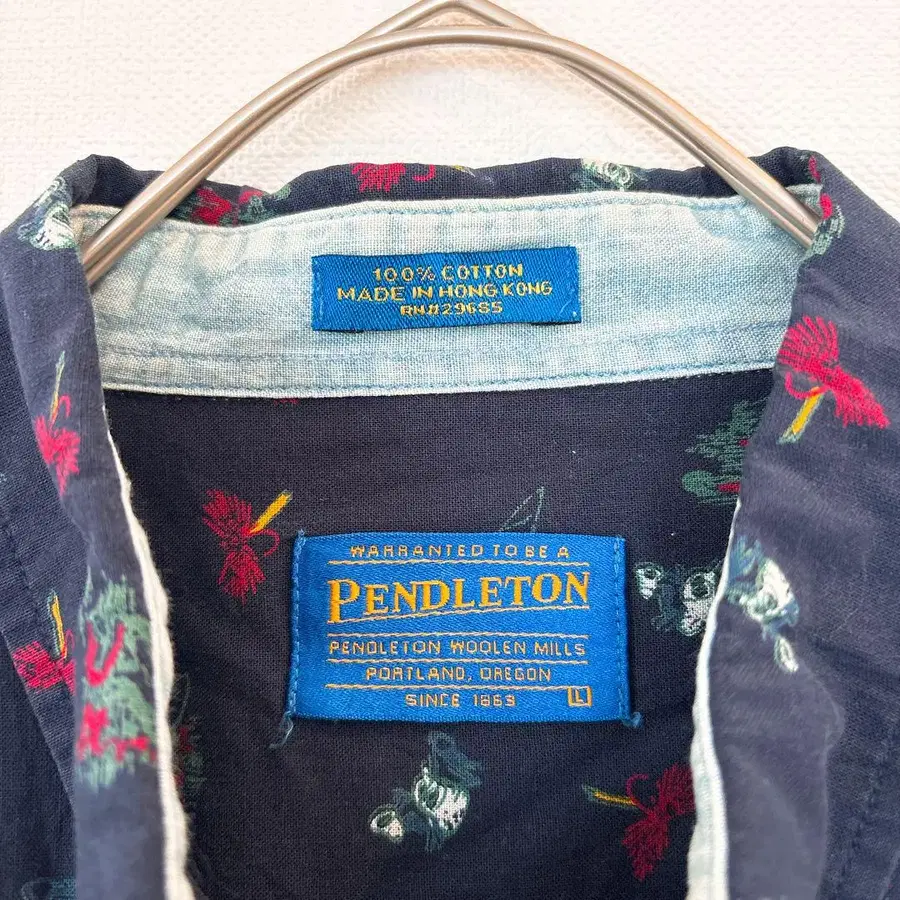 100% COTTON
MADE IN HONG KONG
RN#29685
WARRANTED TO BE A
PENDLETON
PENDLETON WOOLEN MILLS
PORTLAND, OREGON
SINCE 1863
L